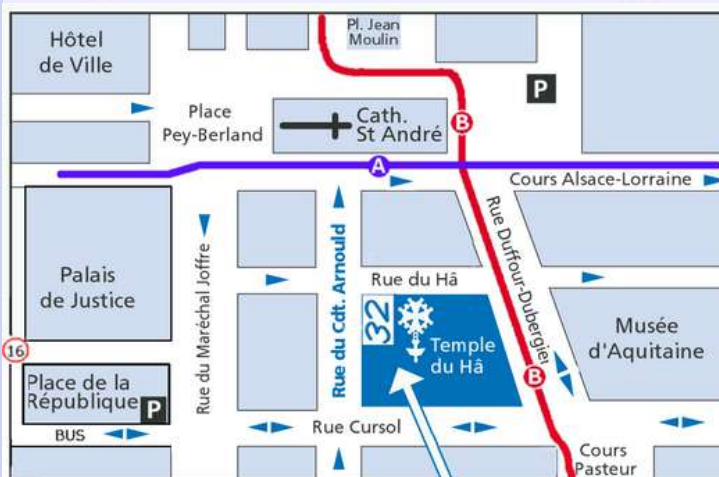 Hôtel
de Ville
Pl. Jean
Moulin
P
Place
Pey-Berland
Cath.
St André
B
A
Cours Alsace-Lorraine
Palais
de Justice
Rue du Maréchal Joffre
Rue du Cdt. Arnould
Rue du Hâ
Rue Duffour-Dubergier
32
Temple
du Hâ
Musée
d'Aquitaine
16
Place de la
République
P
BUS
Rue Cursol
B
Cours
Pasteur